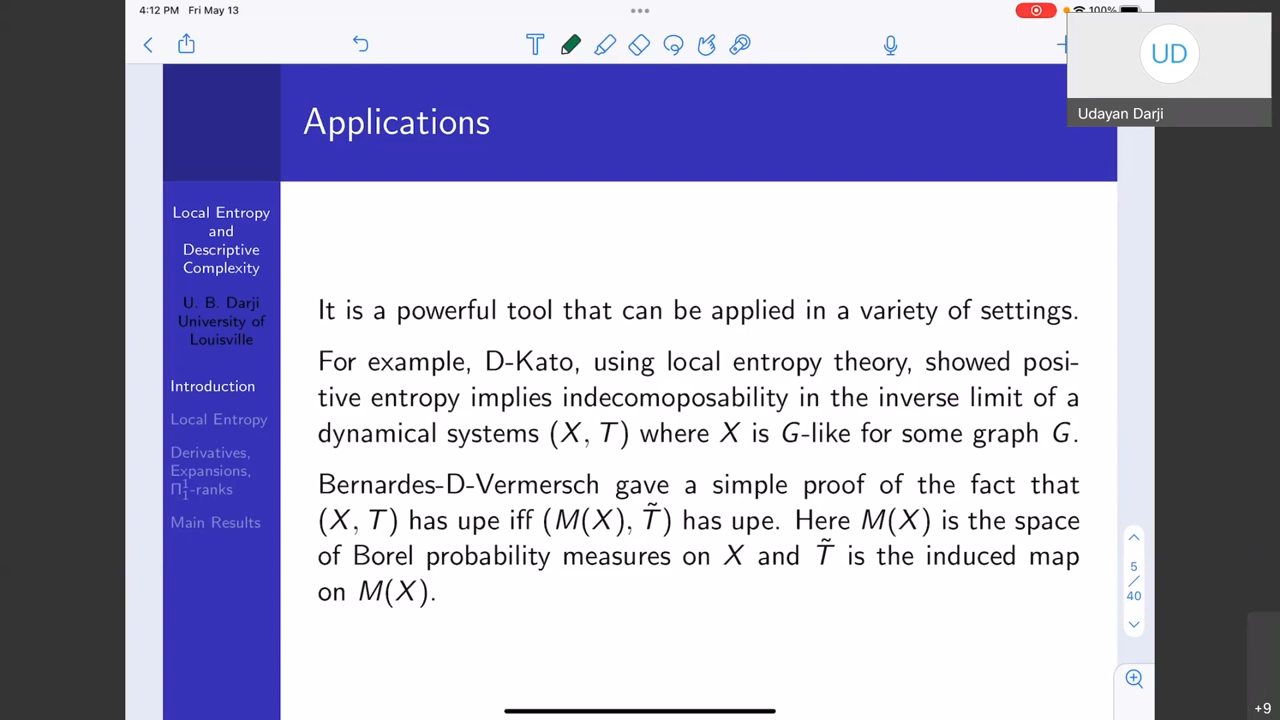 4:12 PM Fri May 13
100%
UD
Udayan Darji
Applications
Local Entropy
and
Descriptive
Complexity
U. B. Darji
University of
Louisville
Introduction
Local Entropy
Derivatives,
Expansions,
Π¹₁-ranks
Main Results
It is a powerful tool that can be applied in a variety of settings.
For example, D-Kato, using local entropy theory, showed posi-
tive entropy implies indecomoposability in the inverse limit of a
dynamical systems (X, T) where X is G-like for some graph G.
Bernardes-D-Vermersch gave a simple proof of the fact that
(X, T) has upe iff (M(X), T̃) has upe. Here M(X) is the space
of Borel probability measures on X and T̃ is the induced map
on M(X).
5
/
40
+9